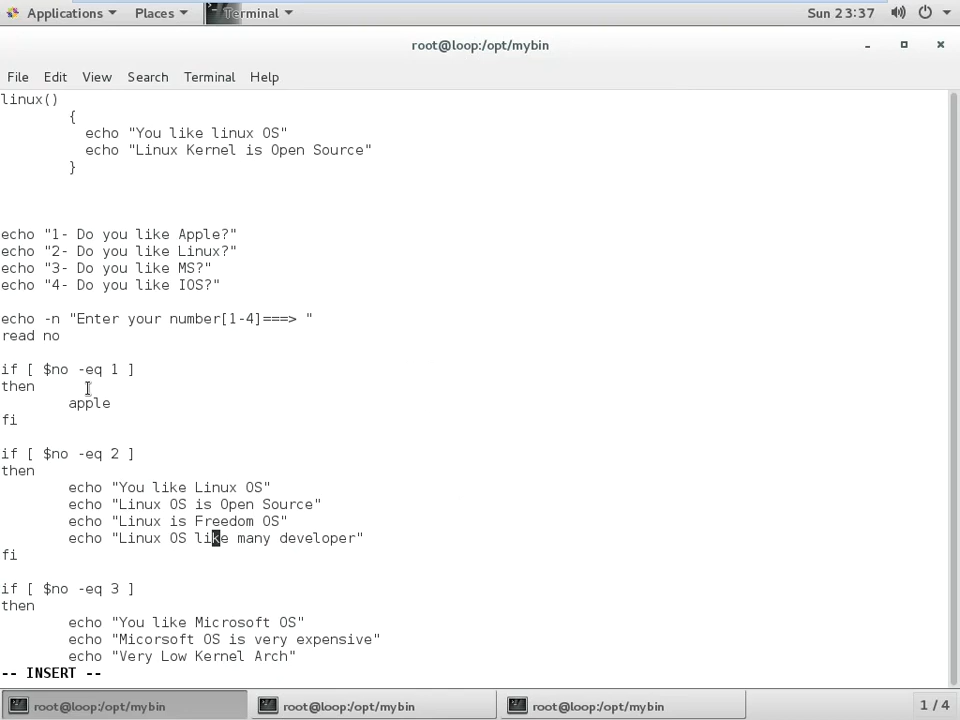 Applications Places Terminal Sun 23:37
root@loop:/opt/mybin
File Edit View Search Terminal Help
linux()
{
echo "You like linux OS"
echo "Linux Kernel is Open Source"
}
echo "1- Do you like Apple?"
echo "2- Do you like Linux?"
echo "3- Do you like MS?"
echo "4- Do you like IOS?"
echo -n "Enter your number[1-4]===> "
read no
if [ $no -eq 1 ]
then
apple
fi
if [ $no -eq 2 ]
then
echo "You like Linux OS"
echo "Linux OS is Open Source"
echo "Linux is Freedom OS"
echo "Linux OS like many developer"
fi
if [ $no -eq 3 ]
then
echo "You like Microsoft OS"
echo "Micorsoft OS is very expensive"
echo "Very Low Kernel Arch"
-- INSERT --
root@loop:/opt/mybin root@loop:/opt/mybin root@loop:/opt/mybin 1 / 4